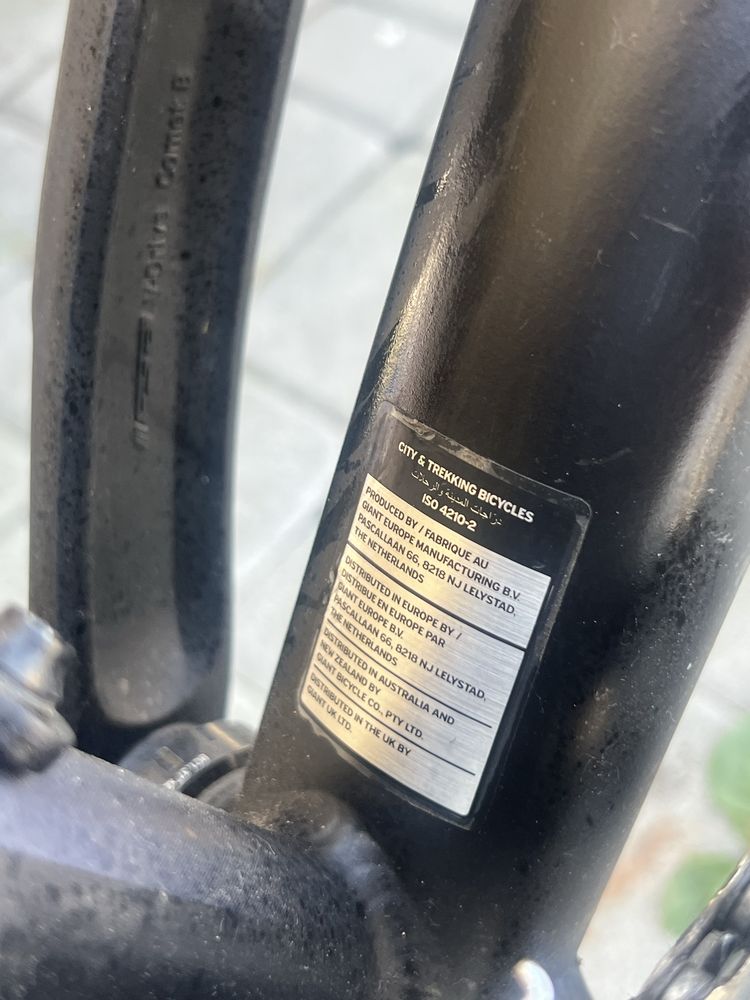 CITY & TREKKING BICYCLES
دراجات المدينة والرحلات
ISO 4210-2
PRODUCED BY / FABRIQUE AU
GIANT EUROPE MANUFACTURING B.V.
PASCALLAAN 66, 8218 NJ LELYSTAD,
THE NETHERLANDS
DISTRIBUTED IN EUROPE BY /
DISTRIBUE EN EUROPE PAR
GIANT EUROPE B.V.
PASCALLAAN 66, 8218 NJ LELYSTAD,
THE NETHERLANDS
DISTRIBUTED IN AUSTRALIA AND
NEW ZEALAND BY
GIANT BICYCLE CO., PTY LTD.
DISTRIBUTED IN THE UK BY
GIANT UK LTD.